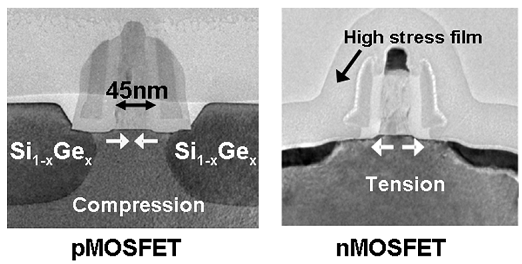 High stress film
45nm
Si1-xGex Si1-xGex
Compression
Tension
pMOSFET
nMOSFET